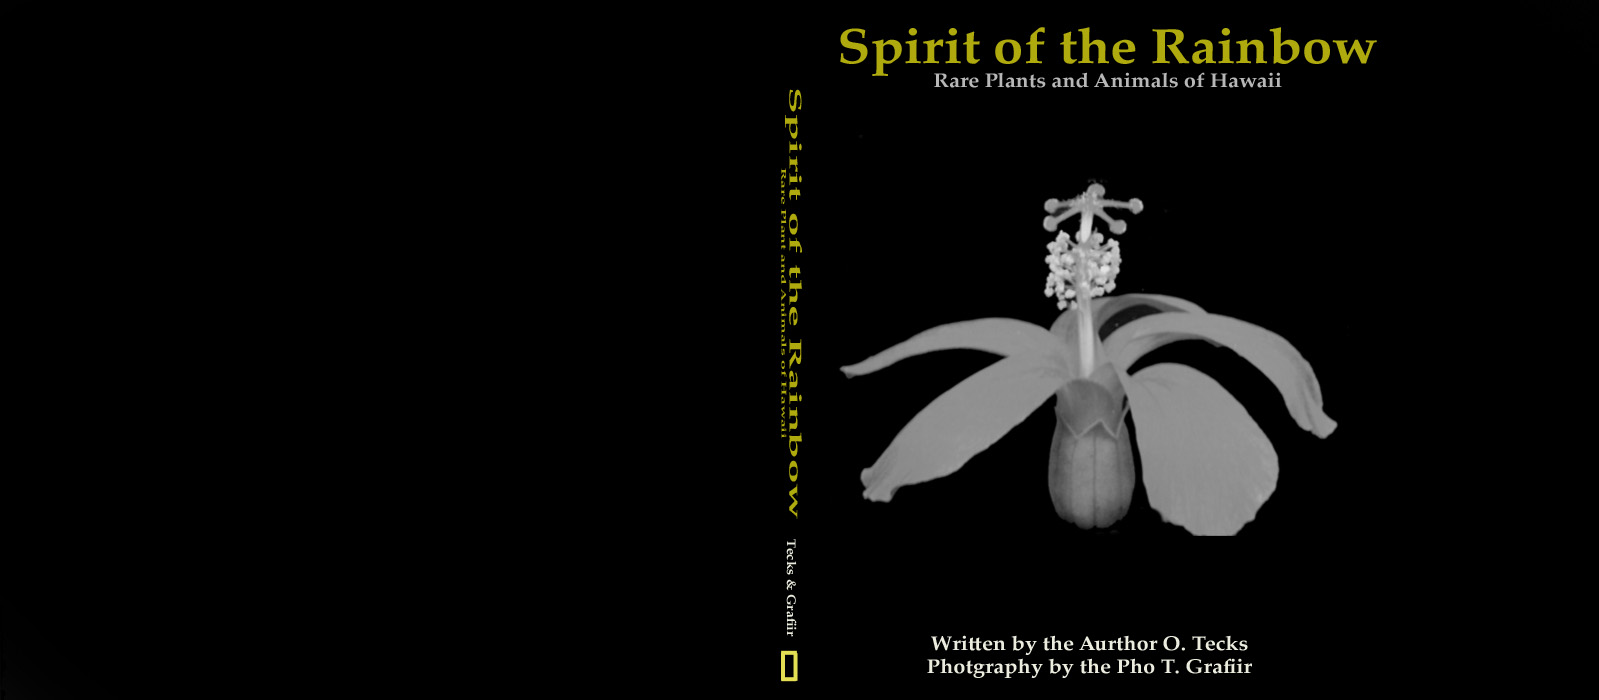 Spirit of the Rainbow
Rare Plants and Animals of Hawaii
Spirit of the Rainbow
Rare Plant and Animals of Hawaii
Tecks & Grafiir
Written by the Aurthor O. Tecks
Photgraphy by the Pho T. Grafiir